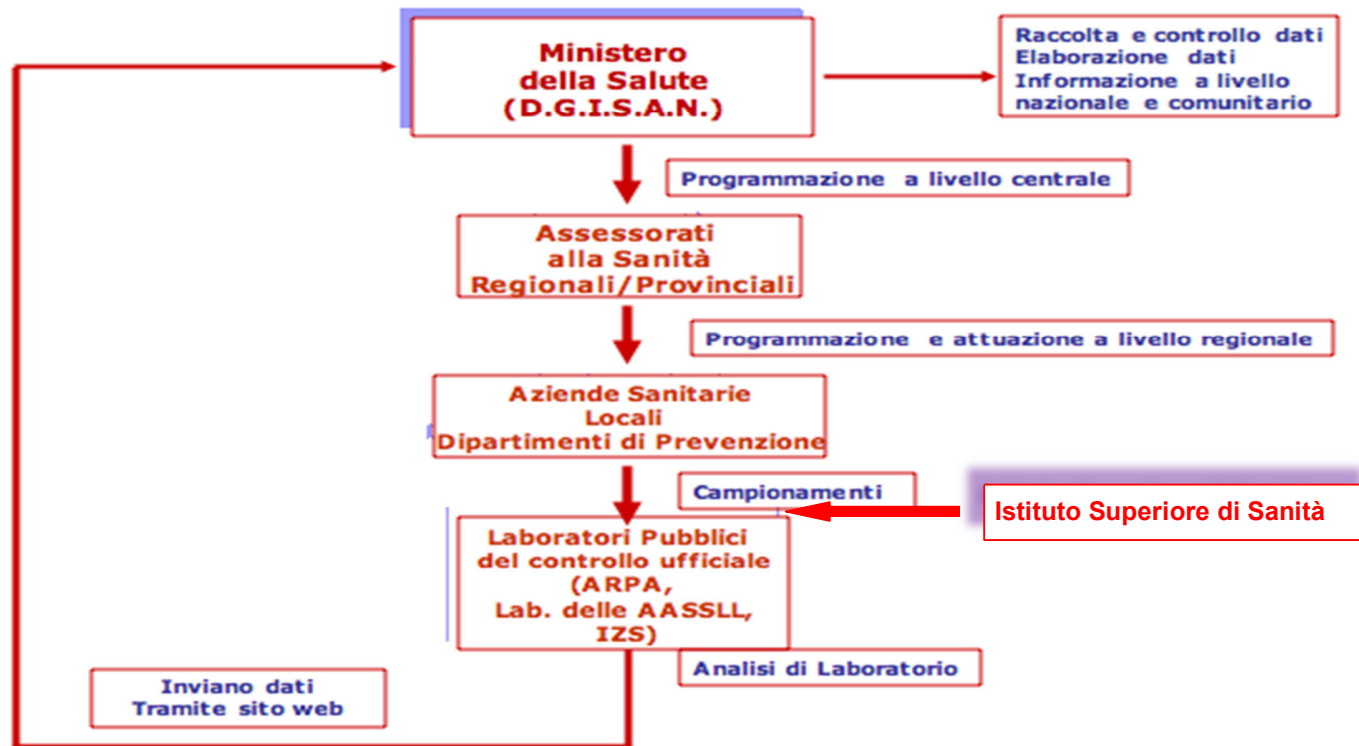 Ministero
della Salute
(D.G.I.S.A.N.)
Raccolta e controllo dati
Elaborazione dati
Informazione a livello
nazionale e comunitario
Programmazione a livello centrale
Assessorati
alla Sanità
Regionali/Provinciali
Programmazione e attuazione a livello regionale
Aziende Sanitarie
Locali
Dipartimenti di Prevenzione
Campionamenti
Istituto Superiore di Sanità
Laboratori Pubblici
del controllo ufficiale
(ARPA,
Lab. delle AASSLL,
IZS)
Analisi di Laboratorio
Inviano dati
Tramite sito web